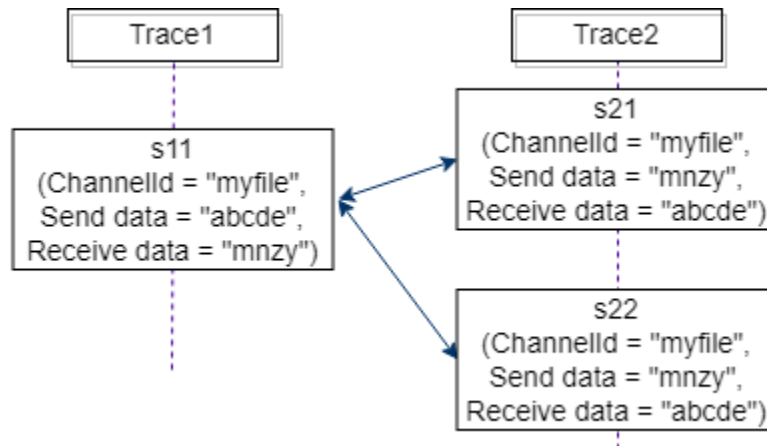 Trace1
Trace2
s11
(ChannelId = "myfile",
Send data = "abcde",
Receive data = "mnzy")
s21
(ChannelId = "myfile",
Send data = "mnzy",
Receive data = "abcde")
s22
(ChannelId = "myfile",
Send data = "mnzy",
Receive data = "abcde")